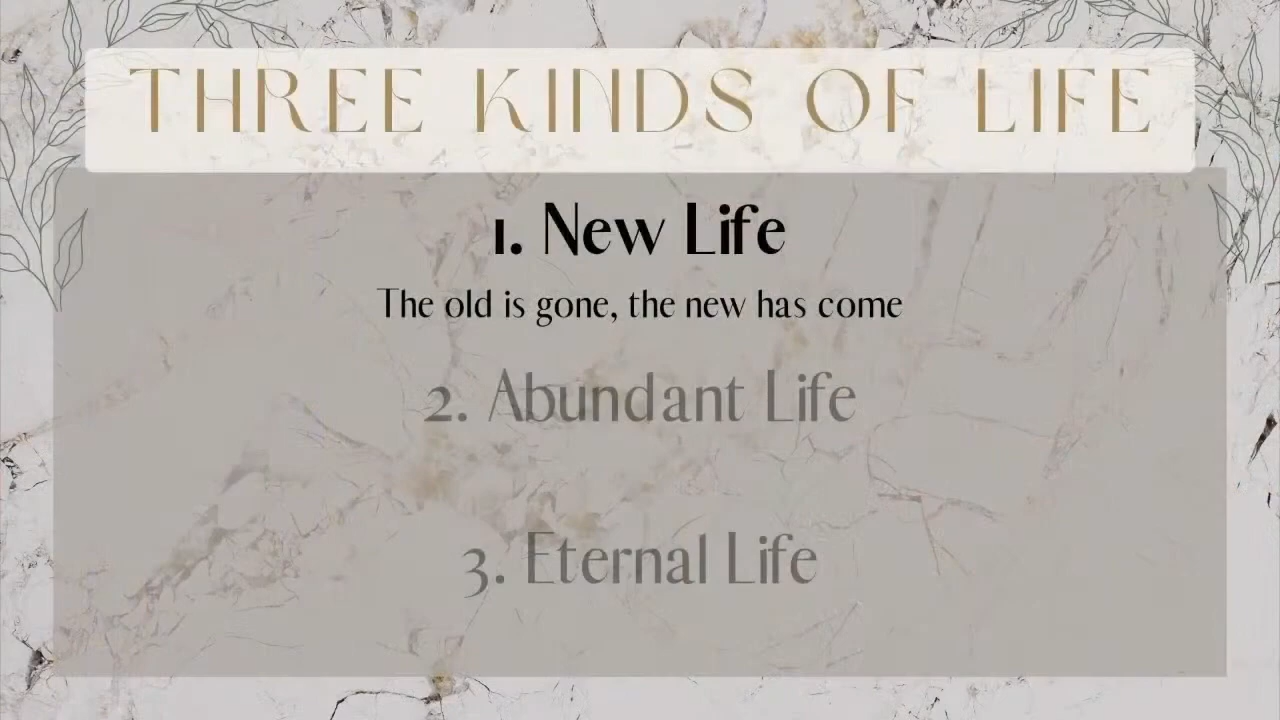 THREE KINDS OF LIFE
1. New Life
The old is gone, the new has come
2. Abundant Life
3. Eternal Life